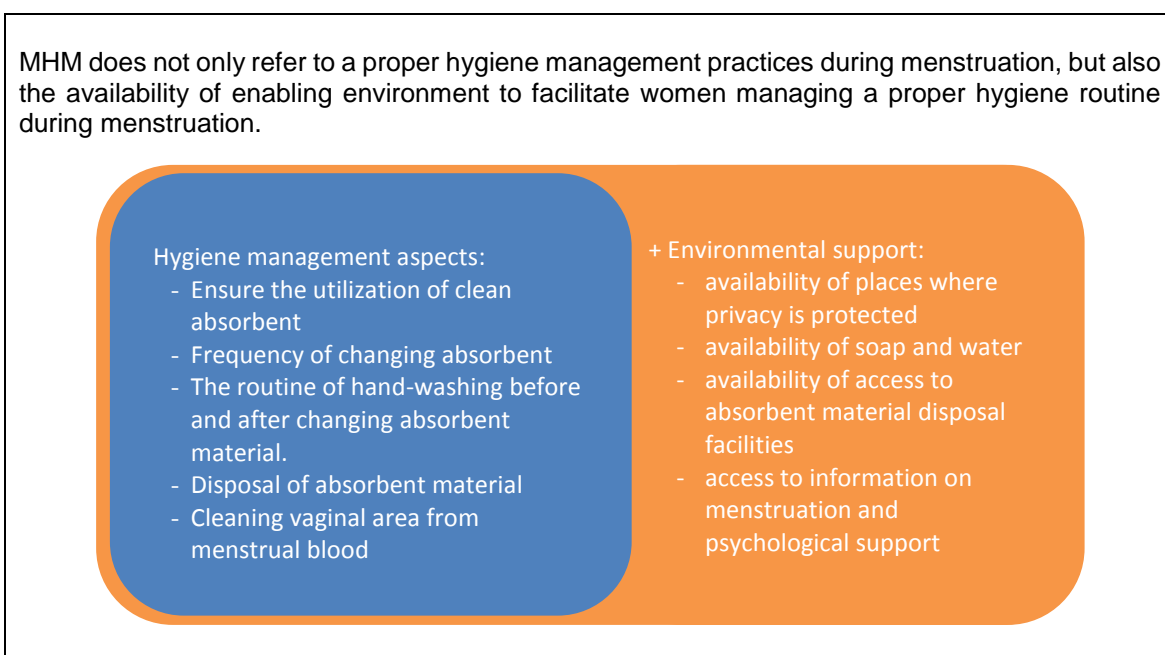 MHM does not only refer to a proper hygiene management practices during menstruation, but also
the availability of enabling environment to facilitate women managing a proper hygiene routine
during menstruation.
Hygiene management aspects:
- Ensure the utilization of clean
absorbent
- Frequency of changing absorbent
- The routine of hand-washing before
and after changing absorbent
material.
- Disposal of absorbent material
- Cleaning vaginal area from
menstrual blood
+ Environmental support:
- availability of places where
privacy is protected
- availability of soap and water
- availability of access to
absorbent material disposal
facilities
- access to information on
menstruation and
psychological support